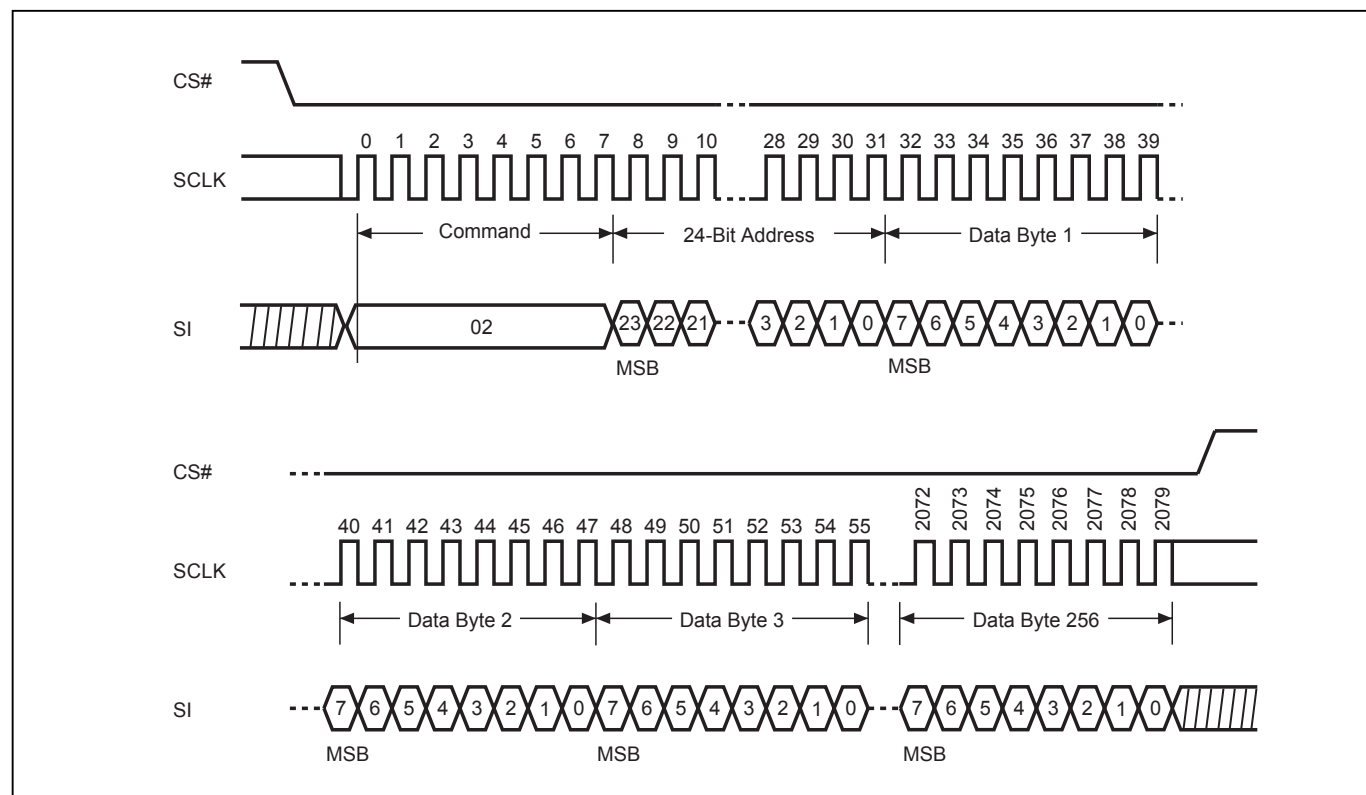 CS#
0 1 2 3 4 5 6 7 8 9 10 28 29 30 31 32 33 34 35 36 37 38 39
SCLK
Command 24-Bit Address Data Byte 1
SI 02 23 22 21 3 2 1 0 7 6 5 4 3 2 1 0
MSB MSB
CS#
40 41 42 43 44 45 46 47 48 49 50 51 52 53 54 55 2072 2073 2074 2075 2076 2077 2078 2079
SCLK
Data Byte 2 Data Byte 3 Data Byte 256
SI 7 6 5 4 3 2 1 0 7 6 5 4 3 2 1 0 7 6 5 4 3 2 1 0
MSB MSB MSB